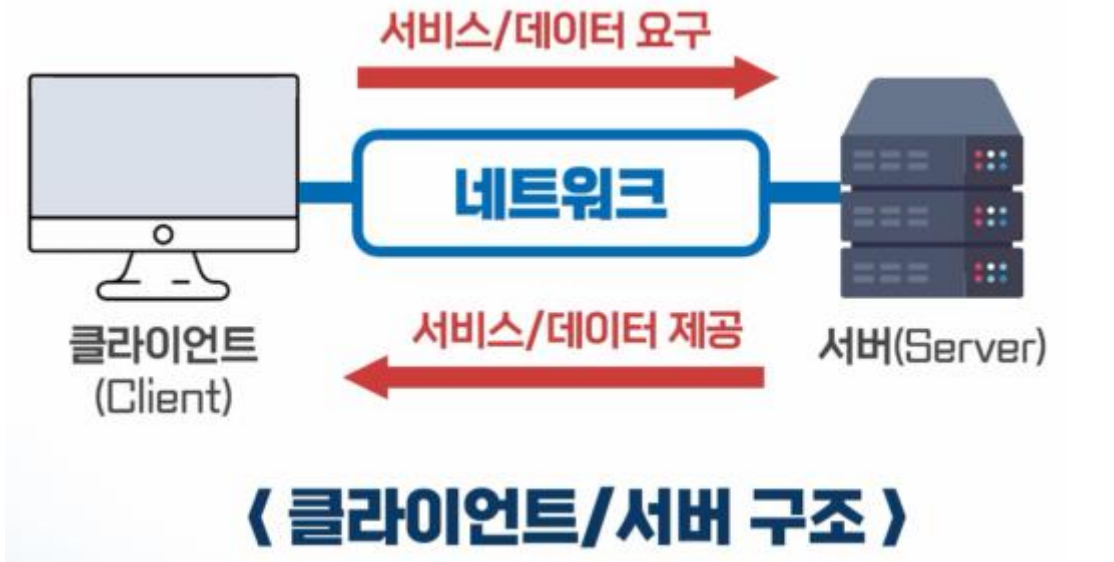 서비스/데이터 요구
네트워크
클라이언트
(Client)
서비스/데이터 제공
서버(Server)
⟨ 클라이언트/서버 구조 ⟩